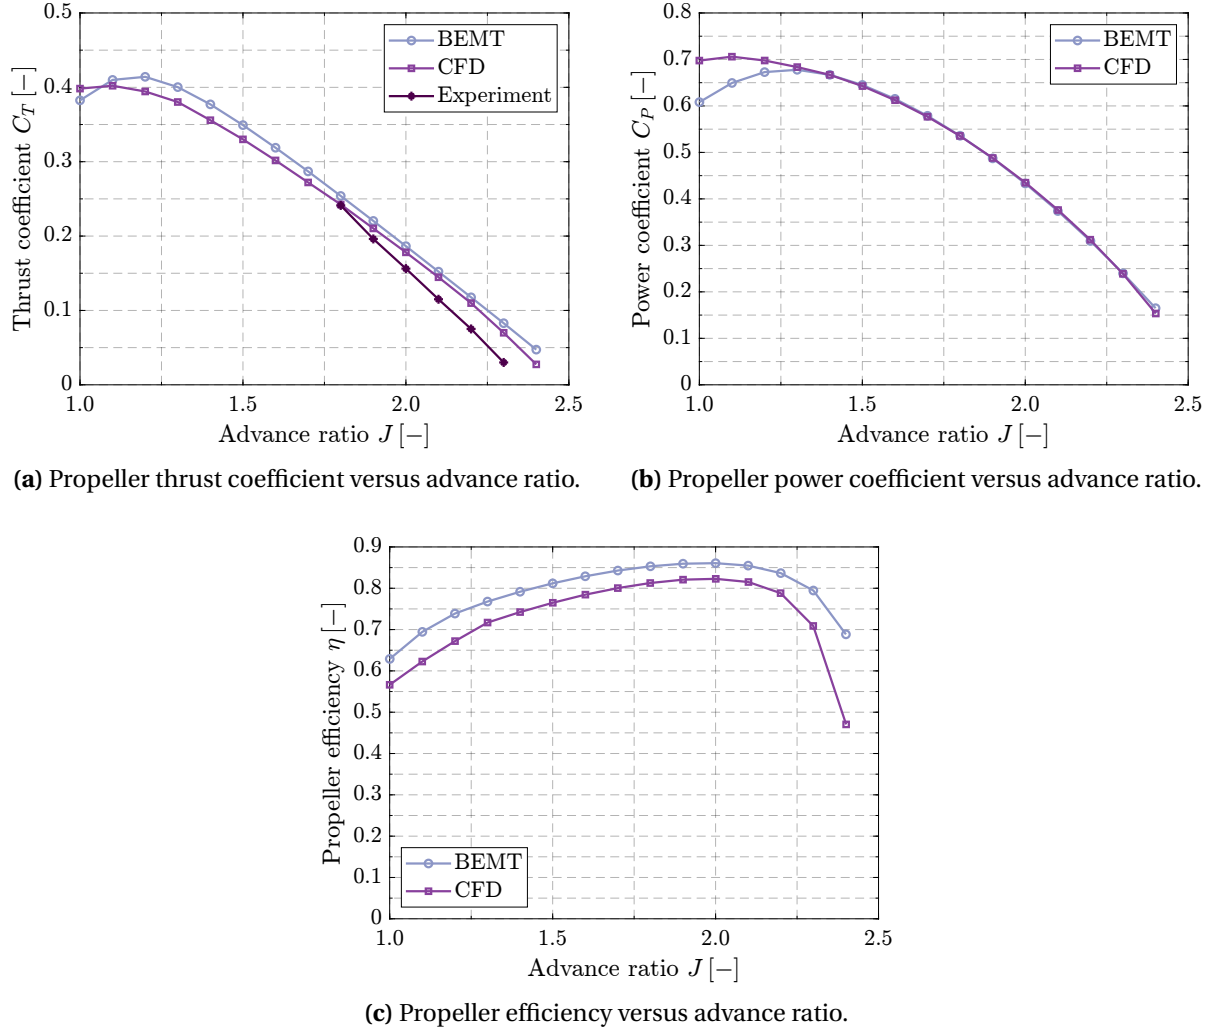 0.5
0.4
0.3
0.2
0.1
0
1.0 1.5 2.0 2.5
Thrust coefficient C_T [−]
Advance ratio J [−]
BEMT
CFD
Experiment
(a) Propeller thrust coefficient versus advance ratio.
0.8
0.7
0.6
0.5
0.4
0.3
0.2
0.1
0
1.0 1.5 2.0 2.5
Power coefficient C_P [−]
Advance ratio J [−]
BEMT
CFD
(b) Propeller power coefficient versus advance ratio.
0.9
0.8
0.7
0.6
0.5
0.4
0.3
0.2
0.1
0
1.0 1.5 2.0 2.5
Propeller efficiency η [−]
Advance ratio J [−]
BEMT
CFD
(c) Propeller efficiency versus advance ratio.